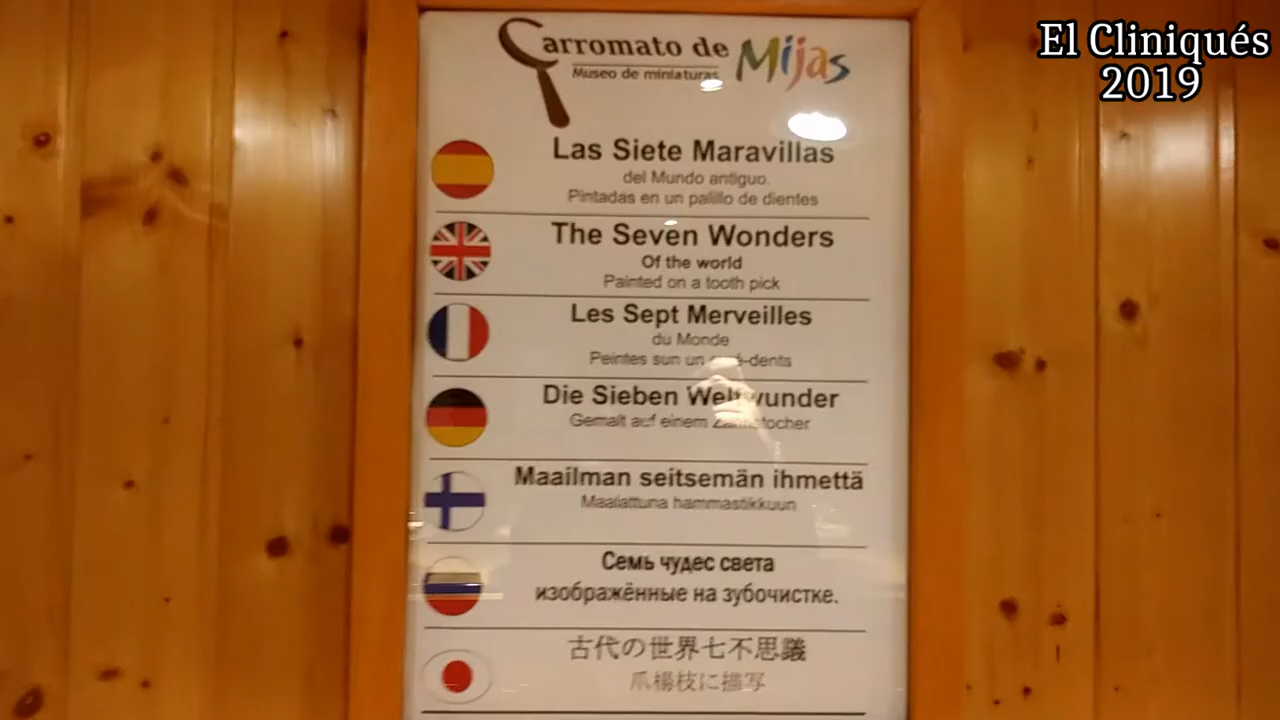 El Cliniqués
2019
Carromato de Mijas
Museo de miniaturas
Las Siete Maravillas
del Mundo antiguo.
Pintadas en un palillo de dientes
The Seven Wonders
Of the world
Painted on a tooth pick
Les Sept Merveilles
du Monde
Peintes sun un
Die Sieben Weltwunder
Gemalt auf einem
Maailman seitsemän ihmettä
Maalattuna hammastikkuun
Семь чудес света
изображённые на зубочистке.
古代の世界七不思議
爪楊枝に描写